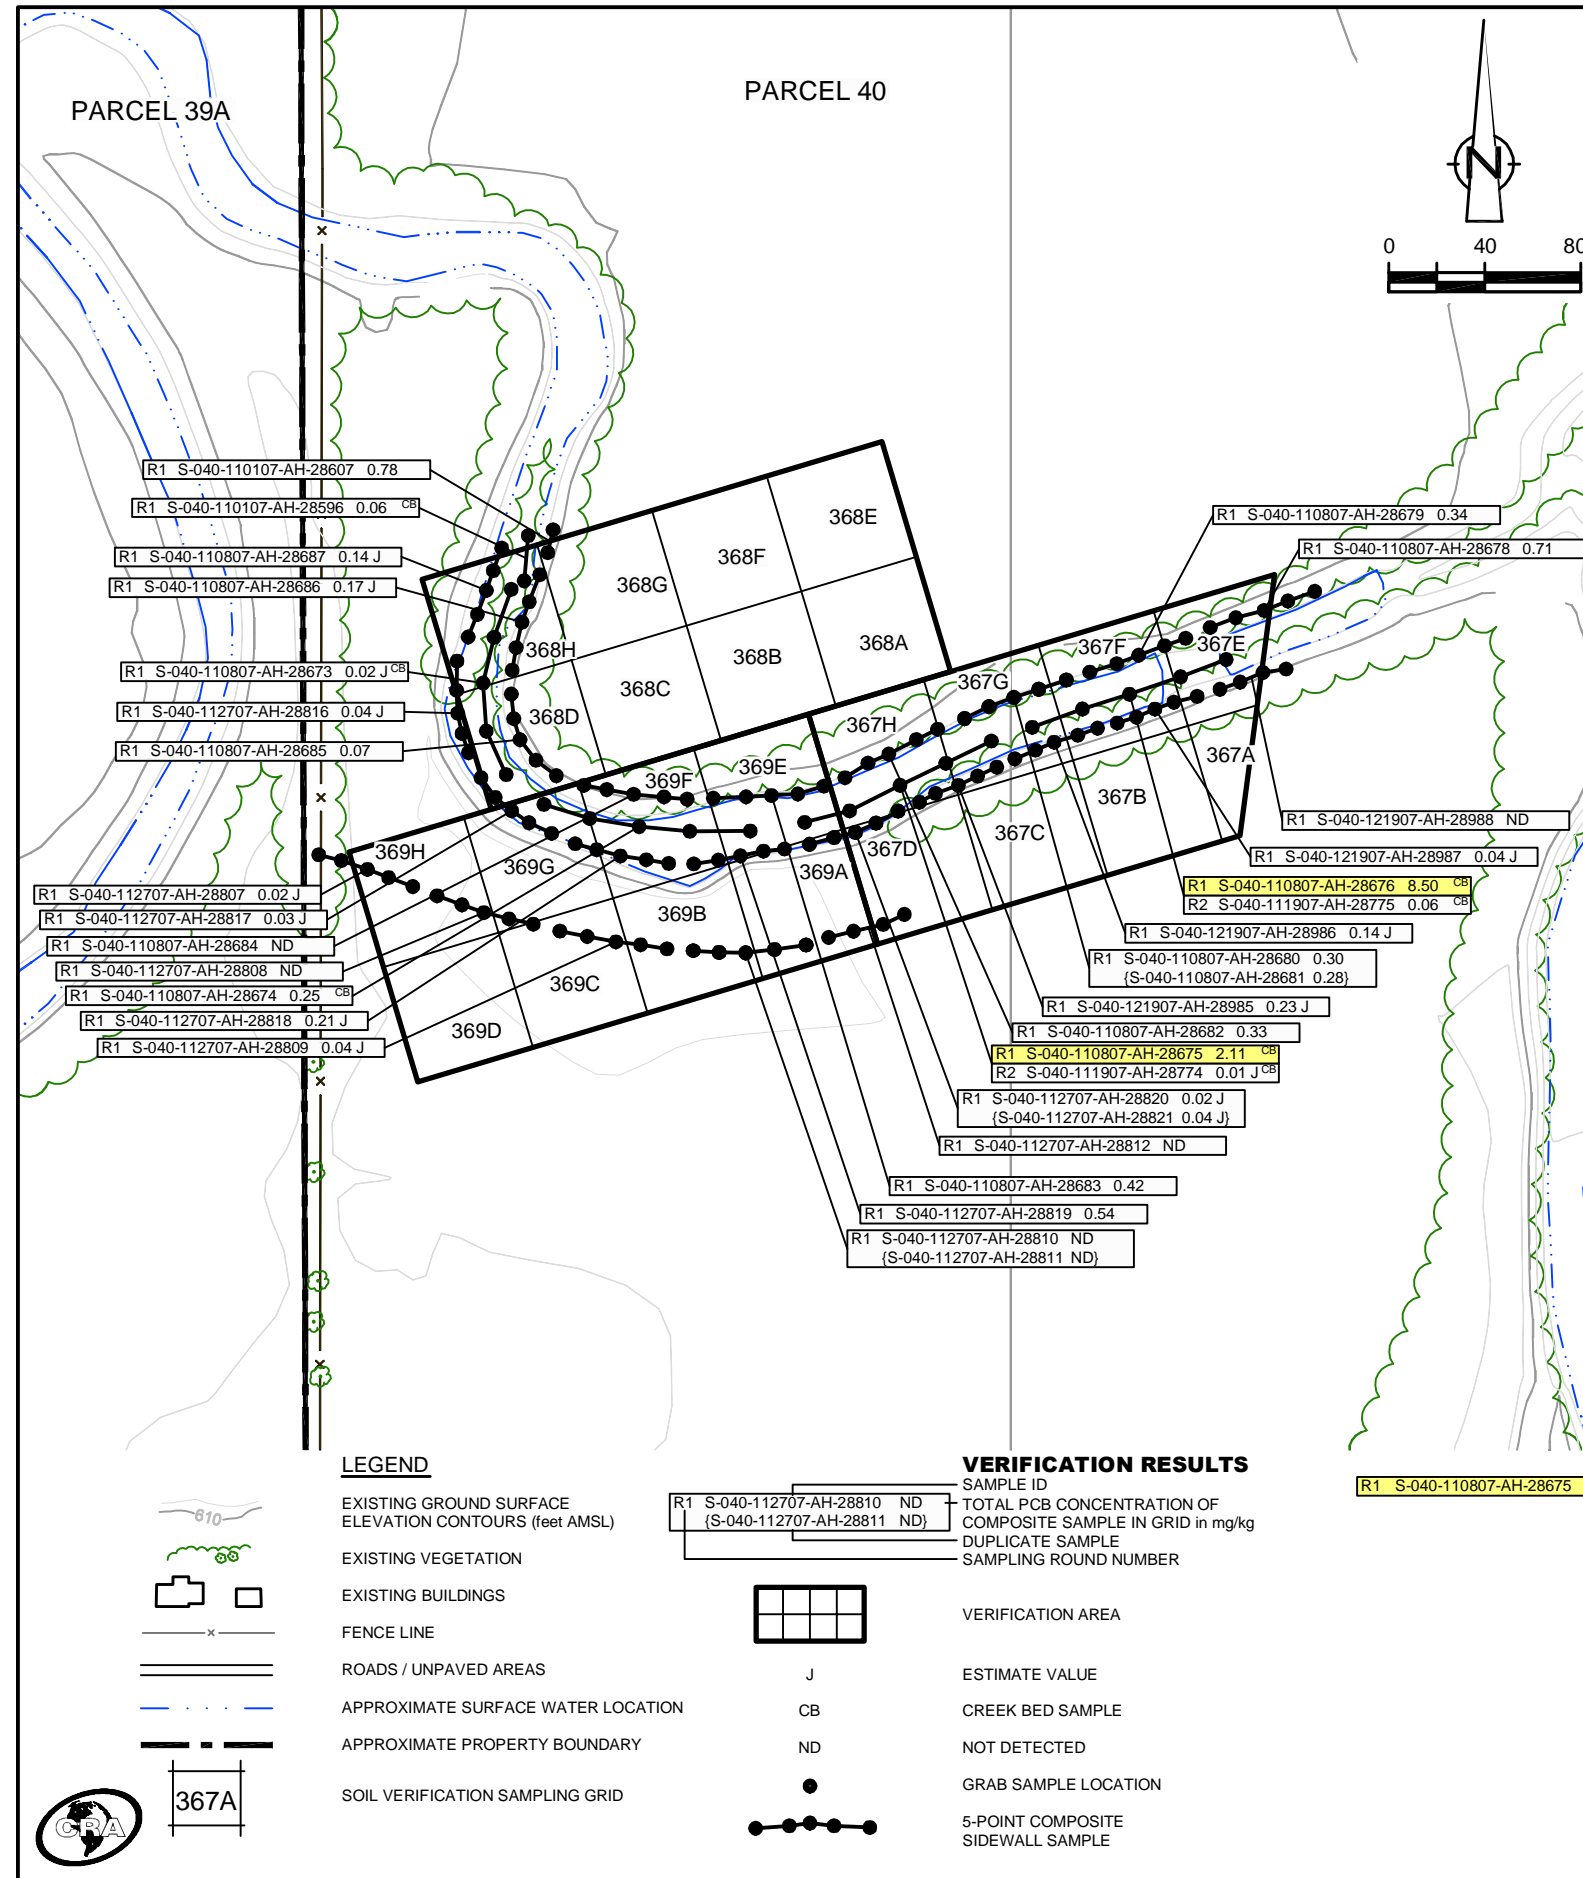 PARCEL 39A
PARCEL 40
N
0 40 80
R1 S-040-110107-AH-28607 0.78
R1 S-040-110107-AH-28596 0.06 CB
R1 S-040-110807-AH-28687 0.14 J
R1 S-040-110807-AH-28686 0.17 J
R1 S-040-110807-AH-28673 0.02 J CB
R1 S-040-112707-AH-28816 0.04 J
R1 S-040-110807-AH-28685 0.07
368E
368F
368G
368H
368A
368B
368C
368D
R1 S-040-110807-AH-28679 0.34
R1 S-040-110807-AH-28678 0.71
367E
367F
367G
367H
367A
367B
367C
367D
369E
369F
369G
369H
369A
369B
369C
369D
R1 S-040-112707-AH-28807 0.02 J
R1 S-040-112707-AH-28817 0.03 J
R1 S-040-110807-AH-28684 ND
R1 S-040-112707-AH-28808 ND
R1 S-040-110807-AH-28674 0.25 CB
R1 S-040-112707-AH-28818 0.21 J
R1 S-040-112707-AH-28809 0.04 J
R1 S-040-121907-AH-28988 ND
R1 S-040-121907-AH-28987 0.04 J
R1 S-040-110807-AH-28676 8.50 CB
R2 S-040-111907-AH-28775 0.06 CB
R1 S-040-121907-AH-28986 0.14 J
R1 S-040-110807-AH-28680 0.30
{S-040-110807-AH-28681 0.28}
R1 S-040-121907-AH-28985 0.23 J
R1 S-040-110807-AH-28682 0.33
R1 S-040-110807-AH-28675 2.11 CB
R2 S-040-111907-AH-28774 0.01 J CB
R1 S-040-112707-AH-28820 0.02 J
{S-040-112707-AH-28821 0.04 J}
R1 S-040-112707-AH-28812 ND
R1 S-040-110807-AH-28683 0.42
R1 S-040-112707-AH-28819 0.54
R1 S-040-112707-AH-28810 ND
{S-040-112707-AH-28811 ND}
LEGEND
610
EXISTING GROUND SURFACE
ELEVATION CONTOURS (feet AMSL)
EXISTING VEGETATION
EXISTING BUILDINGS
FENCE LINE
ROADS / UNPAVED AREAS
APPROXIMATE SURFACE WATER LOCATION
APPROXIMATE PROPERTY BOUNDARY
367A
SOIL VERIFICATION SAMPLING GRID
CRA
VERIFICATION RESULTS
R1 S-040-112707-AH-28810 ND
{S-040-112707-AH-28811 ND}
SAMPLE ID
TOTAL PCB CONCENTRATION OF
COMPOSITE SAMPLE IN GRID in mg/kg
DUPLICATE SAMPLE
SAMPLING ROUND NUMBER
VERIFICATION AREA
J
ESTIMATE VALUE
CB
CREEK BED SAMPLE
ND
NOT DETECTED
GRAB SAMPLE LOCATION
5-POINT COMPOSITE
SIDEWALL SAMPLE
R1 S-040-110807-AH-28675